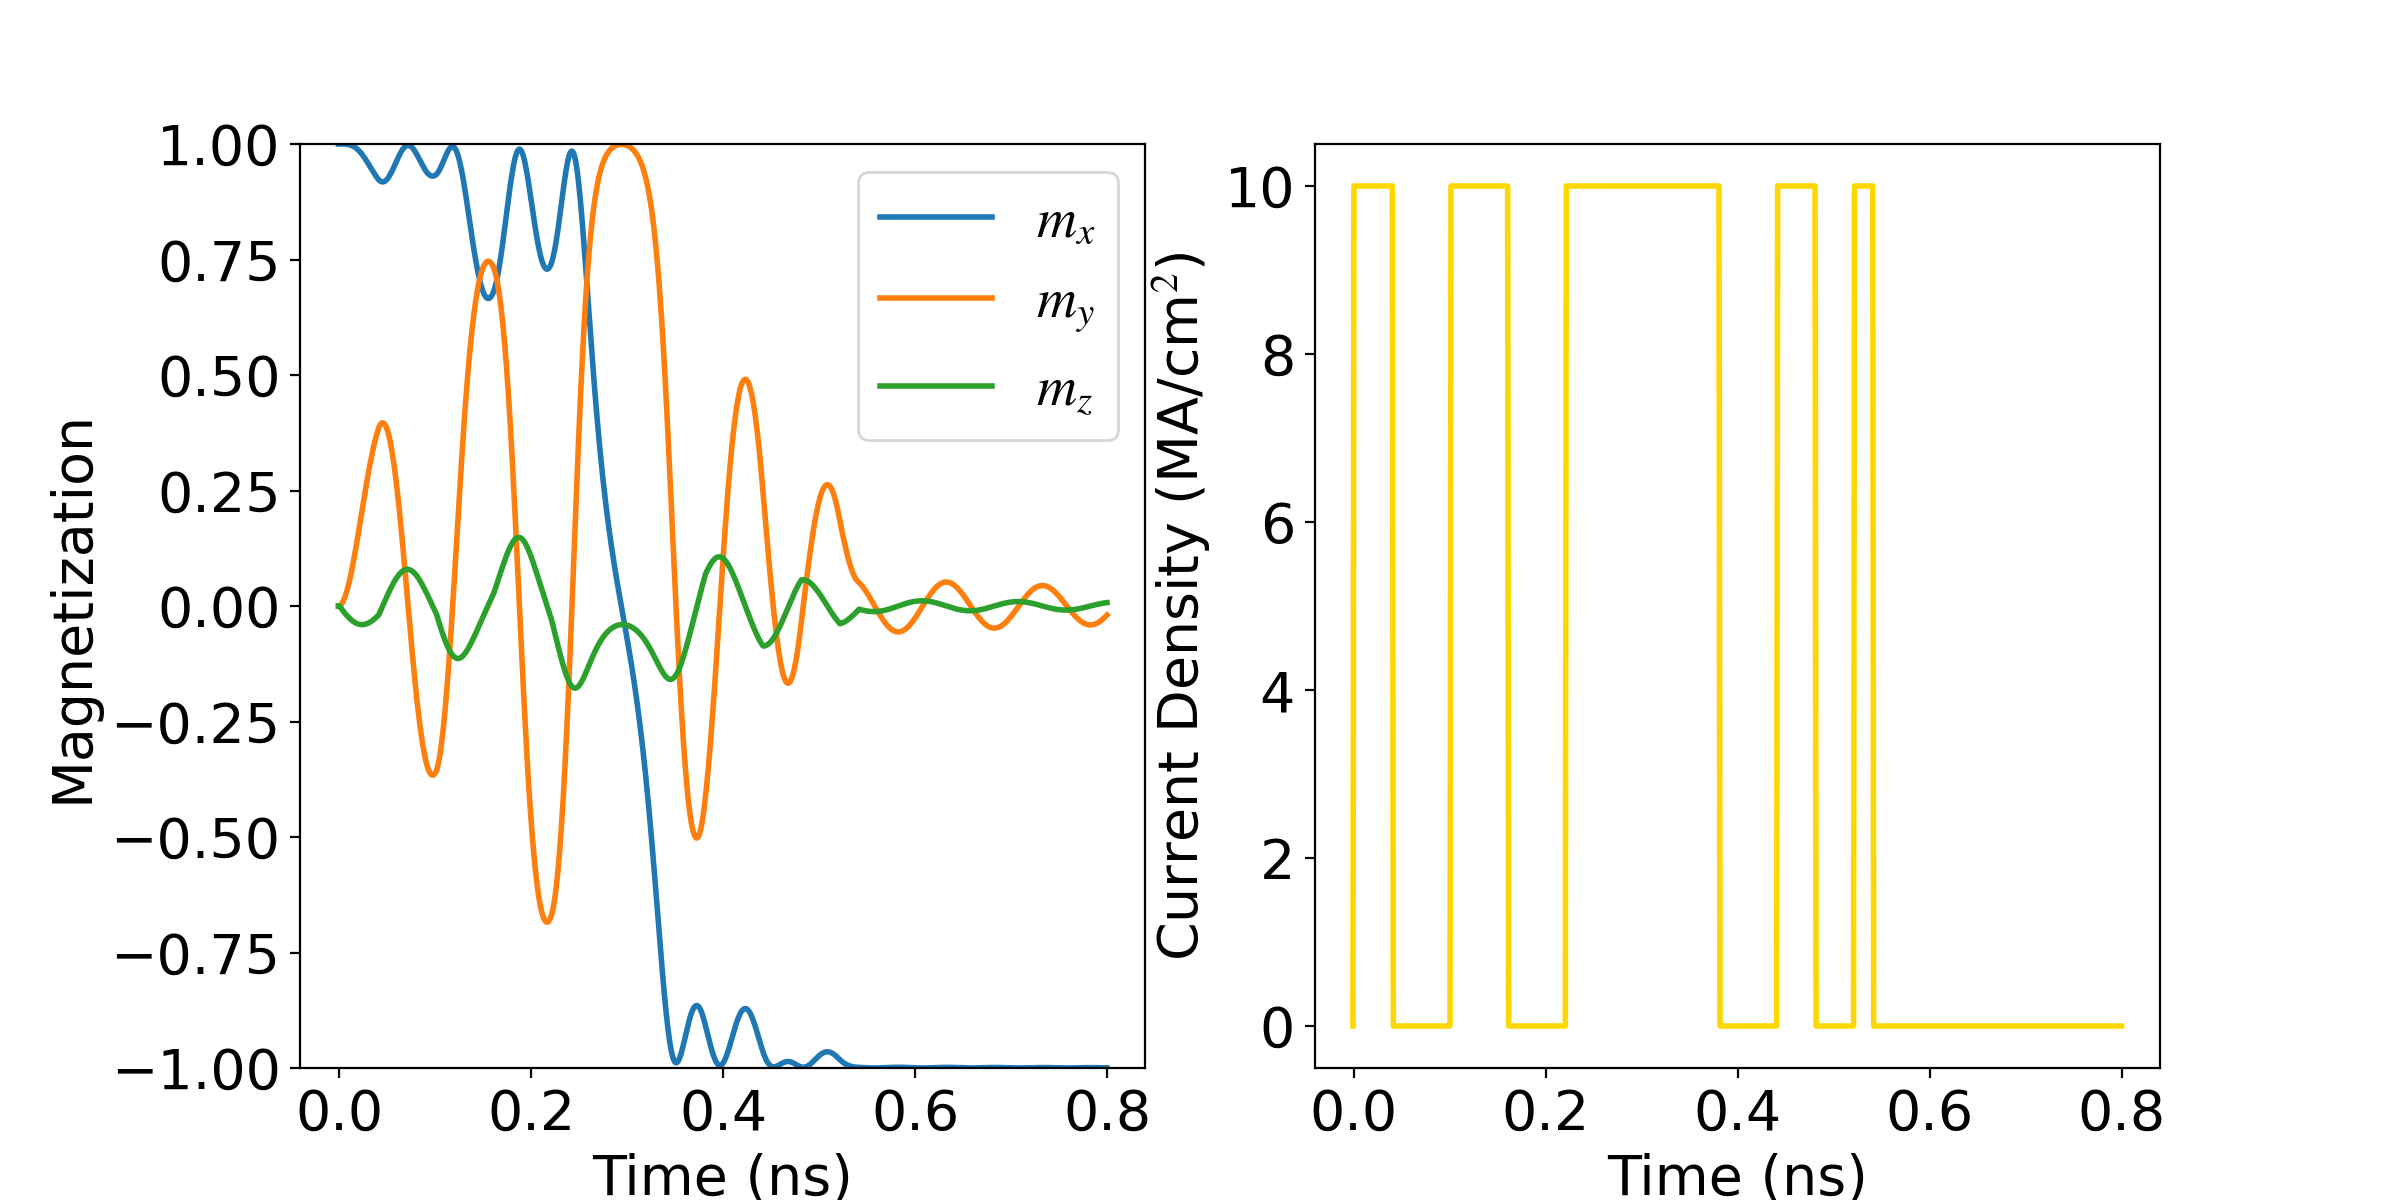 Magnetization
1.00
0.75
0.50
0.25
0.00
−0.25
−0.50
−0.75
−1.00
0.0 0.2 0.4 0.6 0.8
Time (ns)
m_x
m_y
m_z
Current Density (MA/cm²)
10
8
6
4
2
0
0.0 0.2 0.4 0.6 0.8
Time (ns)